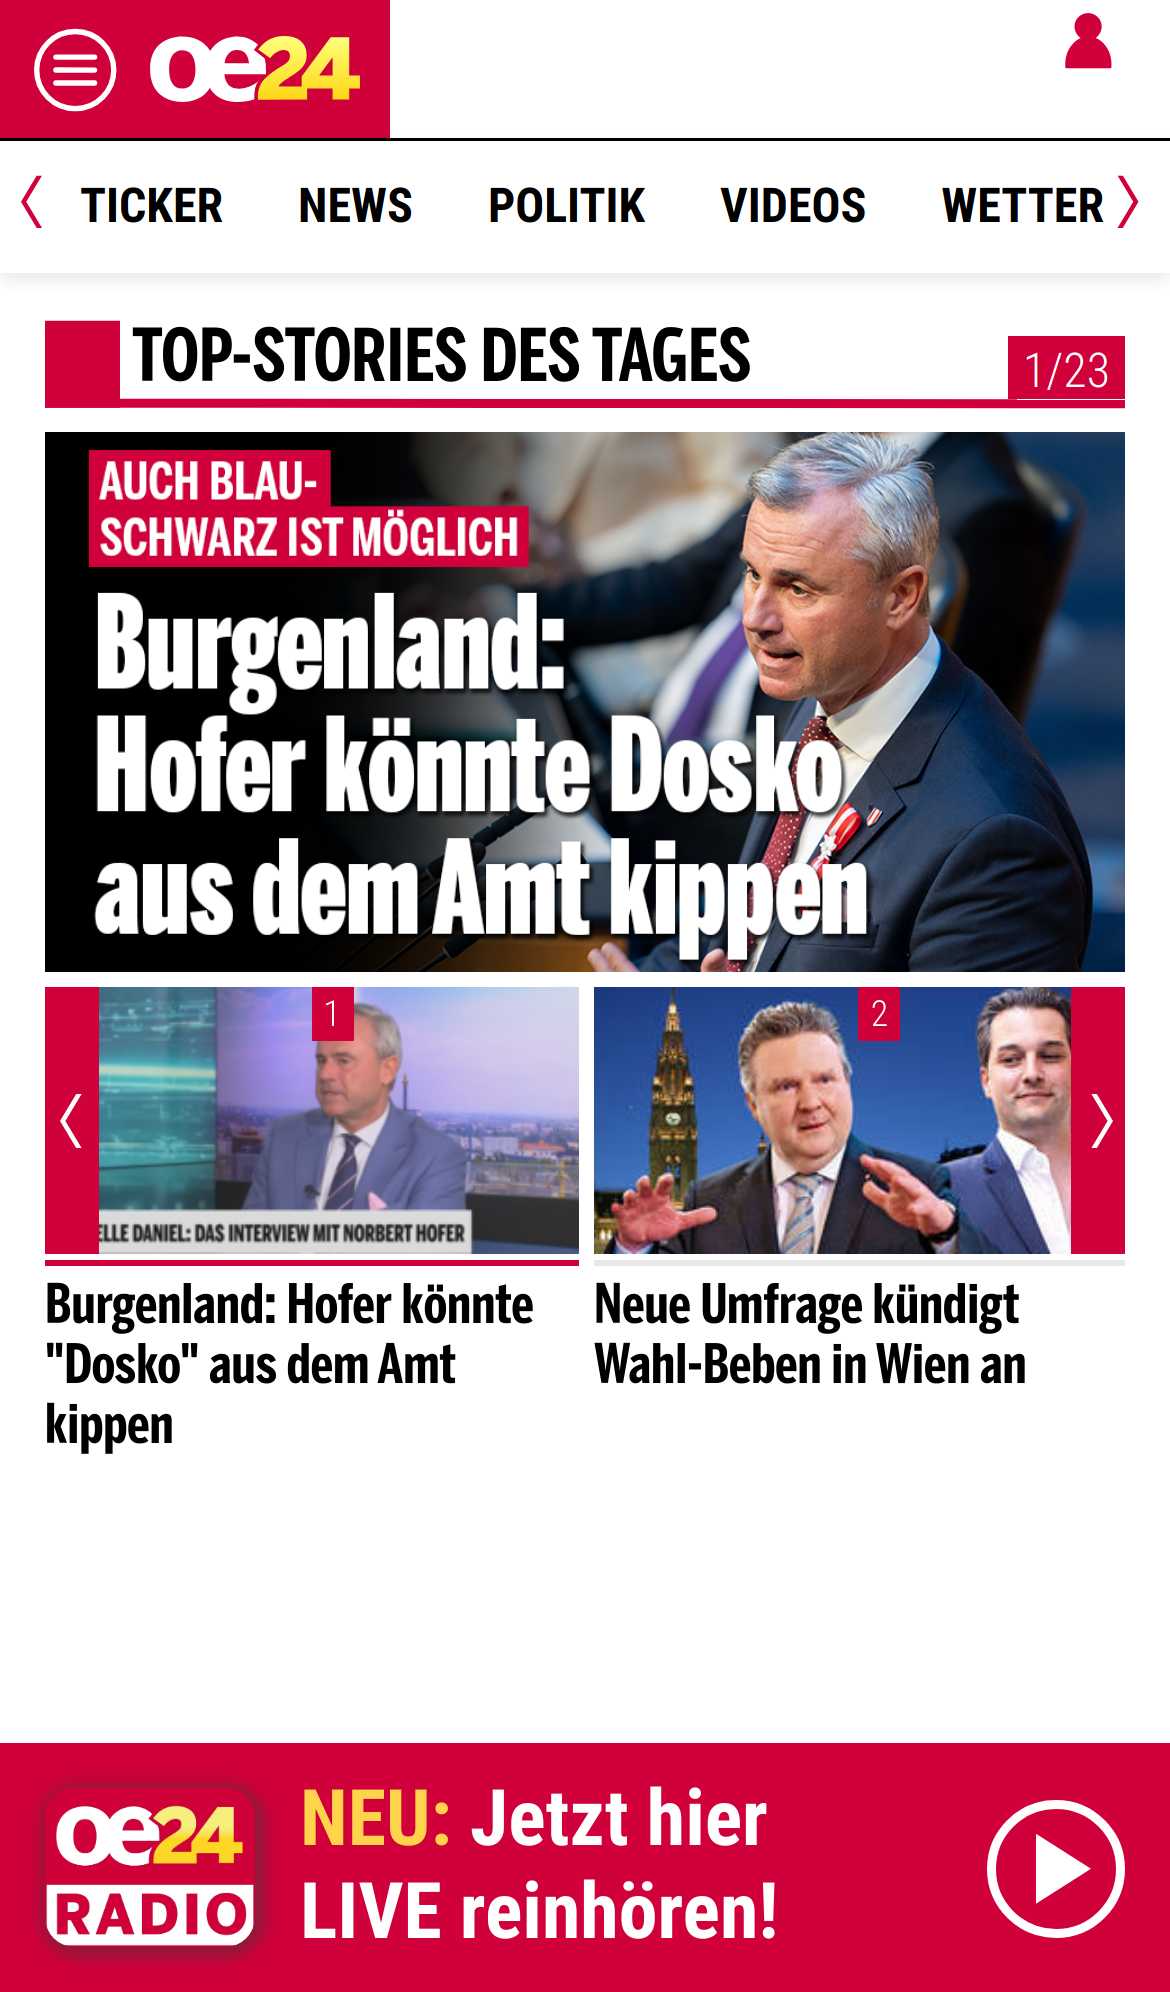 oe24
TICKER NEWS POLITIK VIDEOS WETTER
TOP-STORIES DES TAGES
1/23
AUCH BLAU-
SCHWARZ IST MÖGLICH
Burgenland:
Hofer könnte Dosko
aus dem Amt kippen
1
ELLE DANIEL: DAS INTERVIEW MIT NORBERT HOFER
Burgenland: Hofer könnte
"Dosko" aus dem Amt
kippen
2
Neue Umfrage kündigt
Wahl-Beben in Wien an
oe24
RADIO
NEU: Jetzt hier
LIVE reinhören!